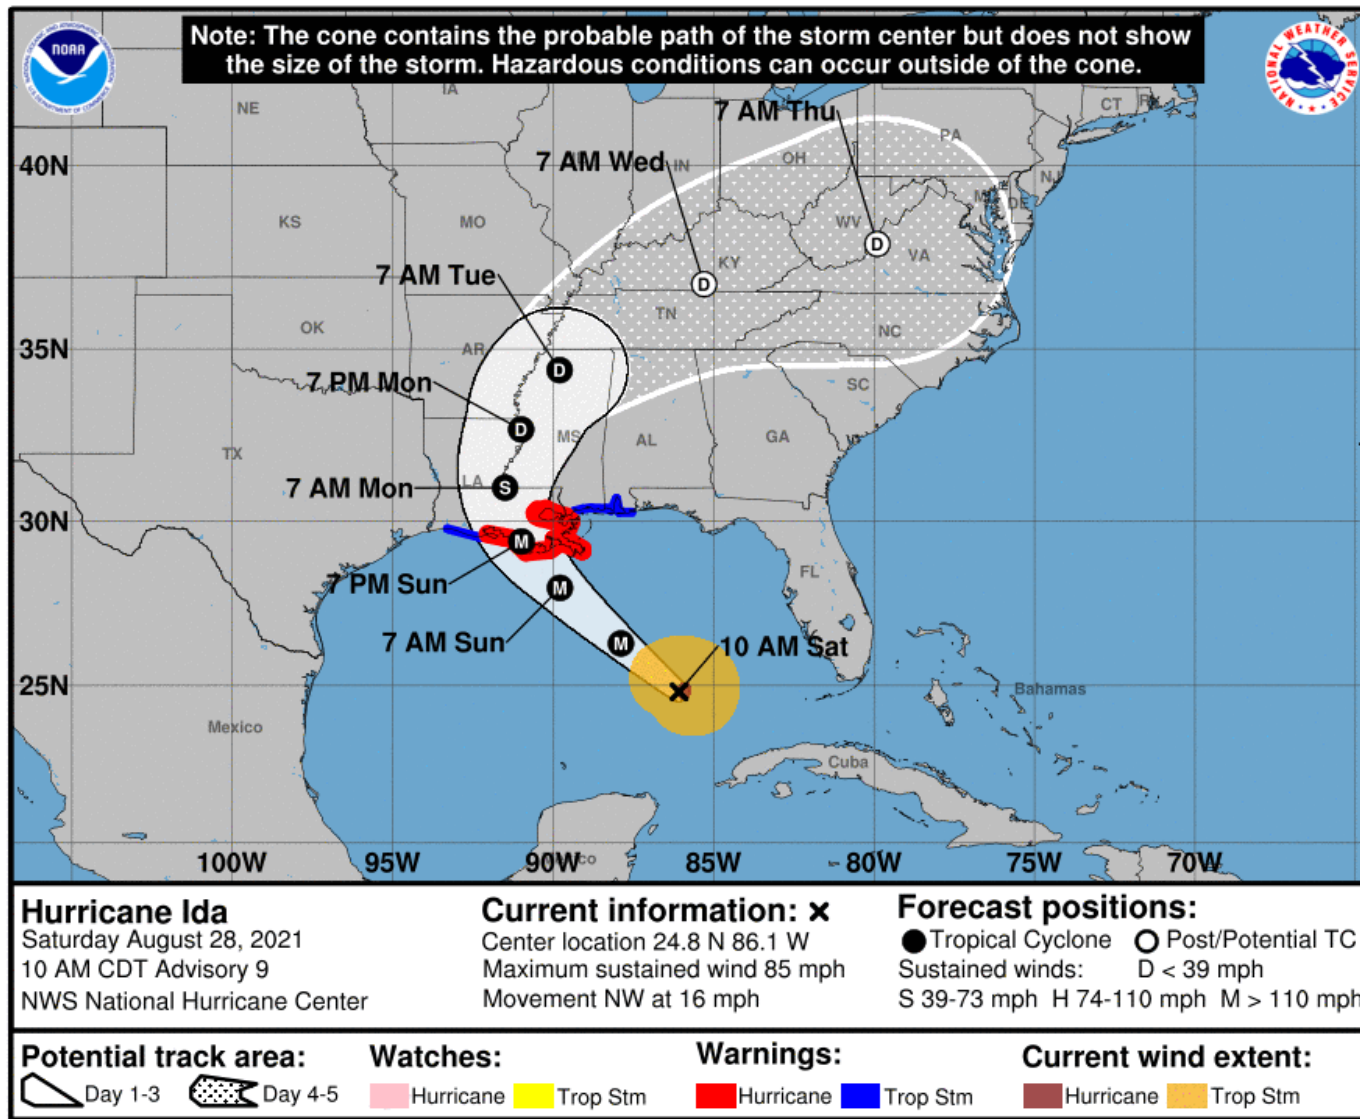 Note: The cone contains the probable path of the storm center but does not show
the size of the storm. Hazardous conditions can occur outside of the cone.
NOAA
NATIONAL WEATHER SERVICE
NE
IA
7 AM Thu
CT
PA
40N
7 AM Wed
IN
OH
NJ
DE
KS
MO
WV
KY
VA
7 AM Tue
OK
TN
NC
AR
35N
7 PM Mon
D
D
D
D
SC
TX
MS
AL
GA
LA
7 AM Mon
S
30N
M
FL
7 PM Sun
M
7 AM Sun
M
10 AM Sat
25N
Bahamas
Mexico
Cuba
100W 95W 90W 85W 80W 75W 70W
Hurricane Ida
Saturday August 28, 2021
10 AM CDT Advisory 9
NWS National Hurricane Center
Current information: x
Center location 24.8 N 86.1 W
Maximum sustained wind 85 mph
Movement NW at 16 mph
Forecast positions:
Tropical Cyclone Post/Potential TC
Sustained winds: D < 39 mph
S 39-73 mph H 74-110 mph M > 110 mph
Potential track area:
Day 1-3 Day 4-5
Watches:
Hurricane Trop Stm
Warnings:
Hurricane Trop Stm
Current wind extent:
Hurricane Trop Stm